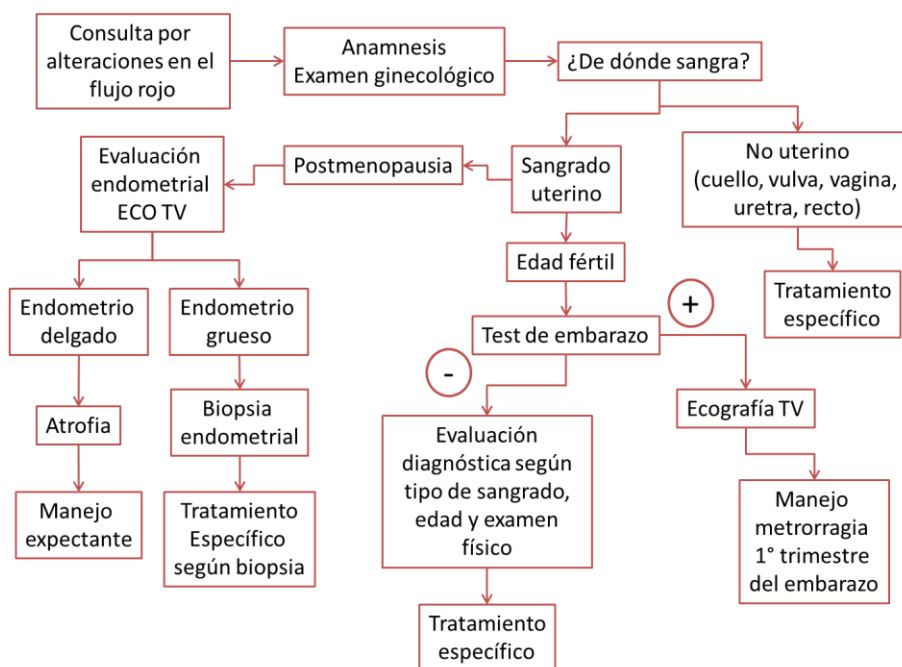 Consulta por
alteraciones en el
flujo rojo
Anamnesis
Examen ginecológico
¿De dónde sangra?
Evaluación
endometrial
ECO TV
Postmenopausia
Sangrado
uterino
No uterino
(cuello, vulva, vagina,
uretra, recto)
Edad fértil
Tratamiento
específico
Endometrio
delgado
Endometrio
grueso
Test de embarazo
+
-
Atrofia
Biopsia
endometrial
Ecografía TV
Evaluación
diagnóstica según
tipo de sangrado,
edad y examen
físico
Manejo
expectante
Tratamiento
Específico
según biopsia
Manejo
metrorragia
1° trimestre
del embarazo
Tratamiento
específico